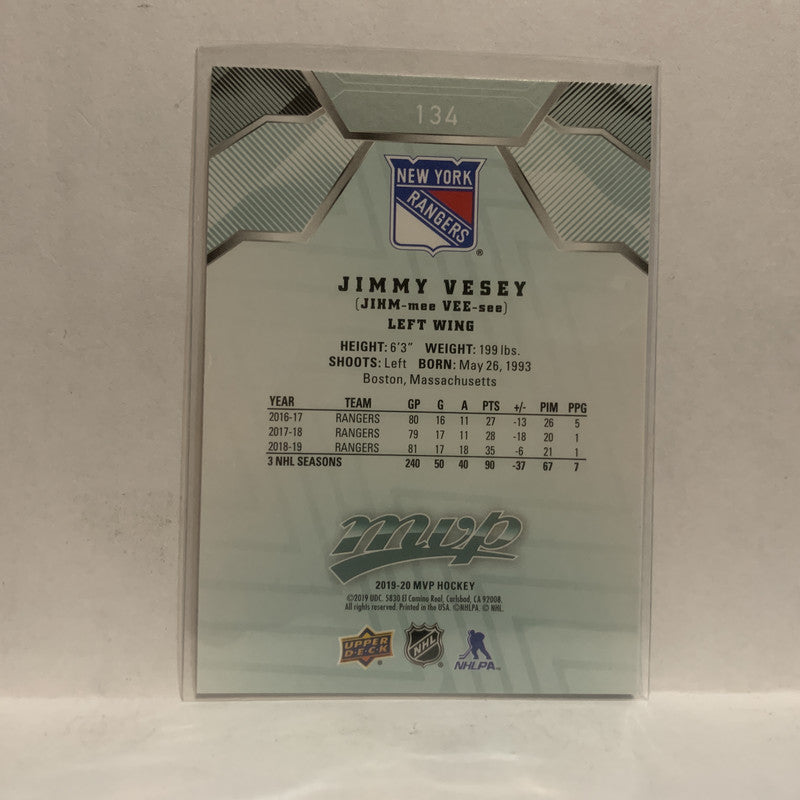 134
NEW YORK
RANGERS
®
JIMMY VESEY
(JIHM-mee VEE-see)
LEFT WING
HEIGHT: 6'3" WEIGHT: 199 lbs.
SHOOTS: Left BORN: May 26, 1993
Boston, Massachusetts
YEAR TEAM GP G A PTS +/- PIM PPG
2016-17 RANGERS 80 16 11 27 -13 26 5
2017-18 RANGERS 79 17 11 28 -18 20 1
2018-19 RANGERS 81 17 18 35 -6 21 1
3 NHL SEASONS 240 50 40 90 -37 67 7
mvp
2019-20 MVP HOCKEY
©2019 UDC. 5830 El Camino Real, Carlsbad, CA 92008.
All rights reserved. Printed in the USA. ©NHLPA. © NHL.
UPPER DECK NHL NHLPA